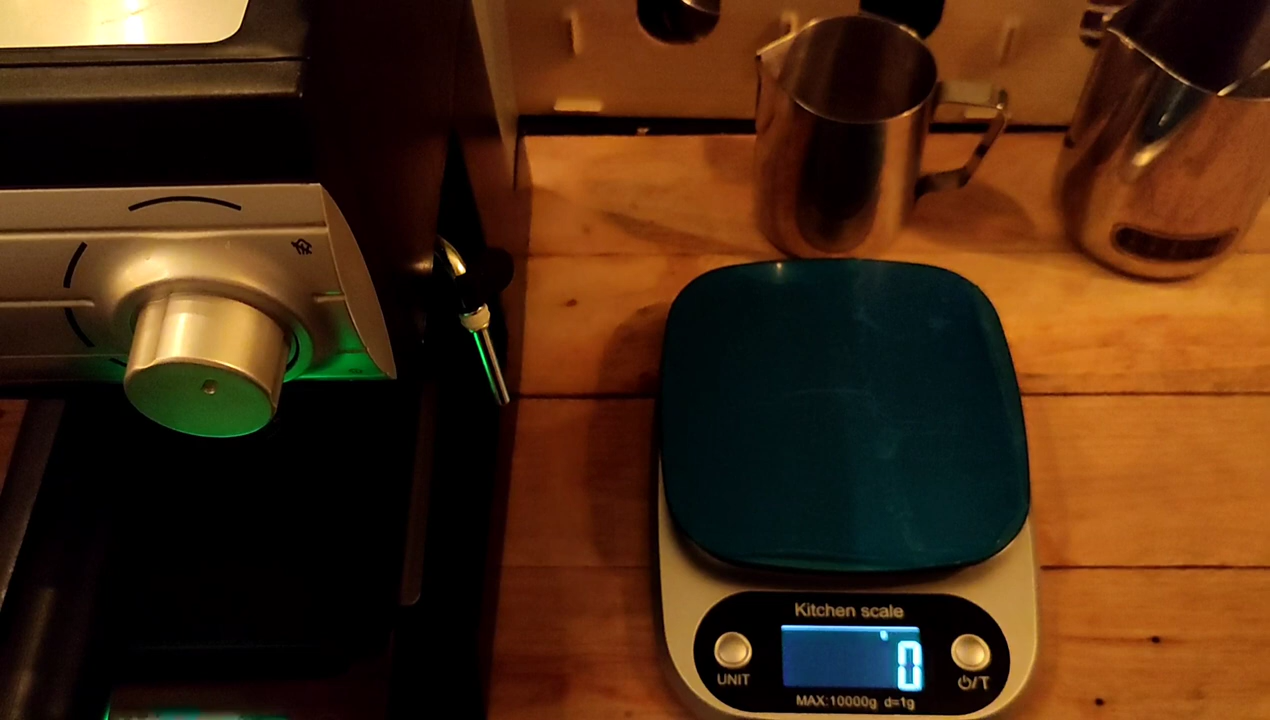 Kitchen scale
0
UNIT
⏻/T
MAX:10000g d=1g